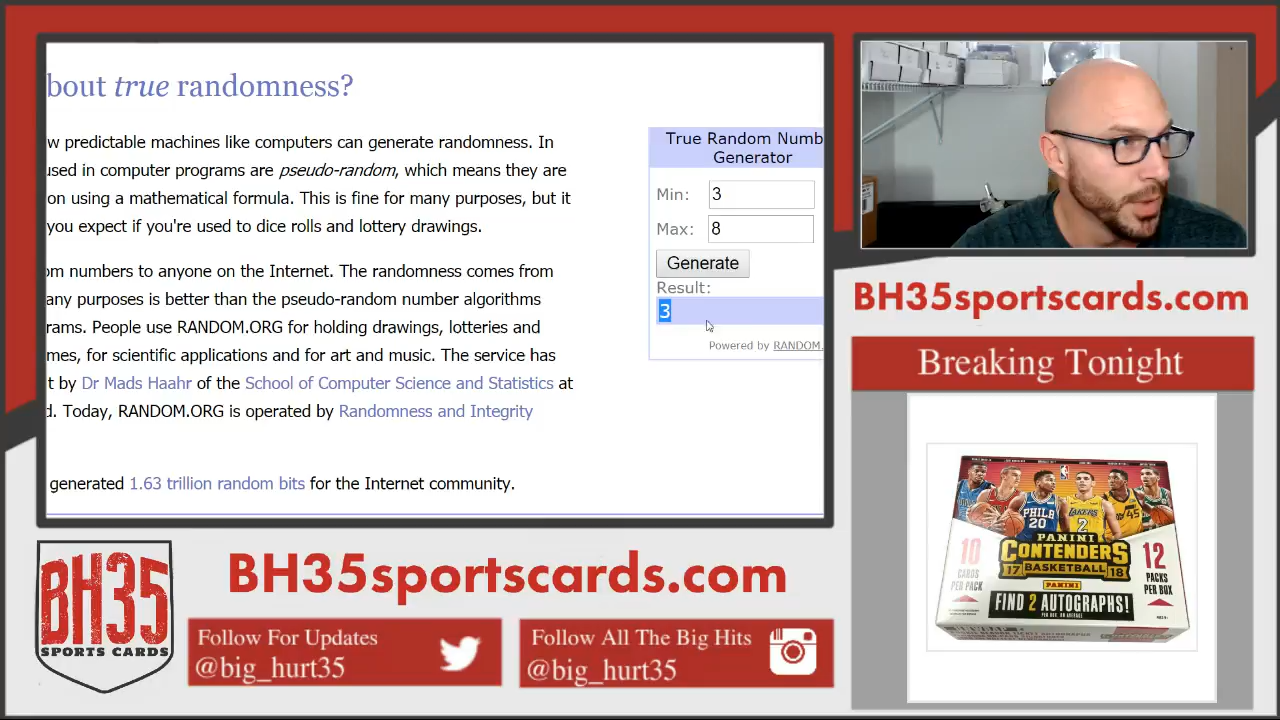 bout true randomness?
w predictable machines like computers can generate randomness. In
used in computer programs are pseudo-random, which means they are
on using a mathematical formula. This is fine for many purposes, but it
you expect if you're used to dice rolls and lottery drawings.
om numbers to anyone on the Internet. The randomness comes from
any purposes is better than the pseudo-random number algorithms
rams. People use RANDOM.ORG for holding drawings, lotteries and
mes, for scientific applications and for art and music. The service has
t by Dr Mads Haahr of the School of Computer Science and Statistics at
d. Today, RANDOM.ORG is operated by Randomness and Integrity
generated 1.63 trillion random bits for the Internet community.
True Random Numb
Generator
Min: 3
Max: 8
Generate
Result:
3
Powered by RANDOM.
BH35sportscards.com
Breaking Tonight
PHILA
20
LAKERS
2
45
PANINI
CONTENDERS
17 BASKETBALL 18
10
CARDS
PER PACK
12
PACKS
PER BOX
PANINI
FIND 2 AUTOGRAPHS!
BH35
SPORTS CARDS
BH35sportscards.com
Follow For Updates
@big_hurt35
Follow All The Big Hits
@big_hurt35